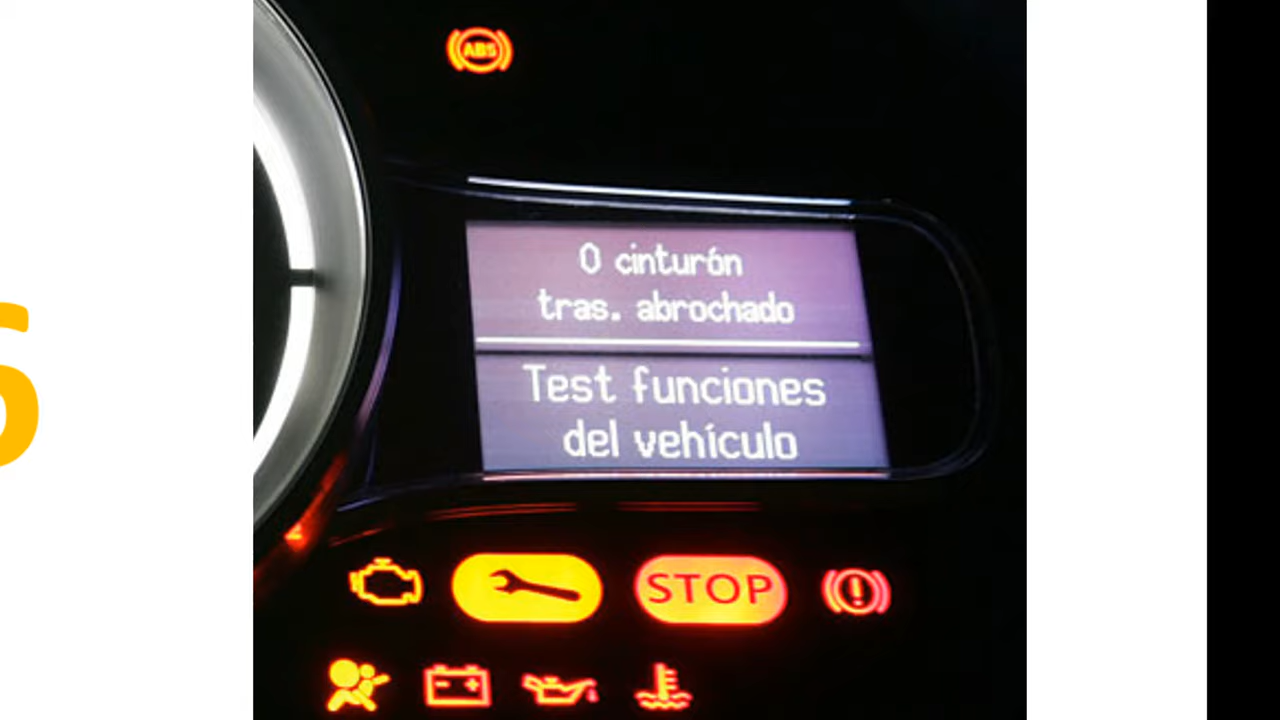 ABS
0 cinturón
tras. abrochado
Test funciones
del vehículo
STOP